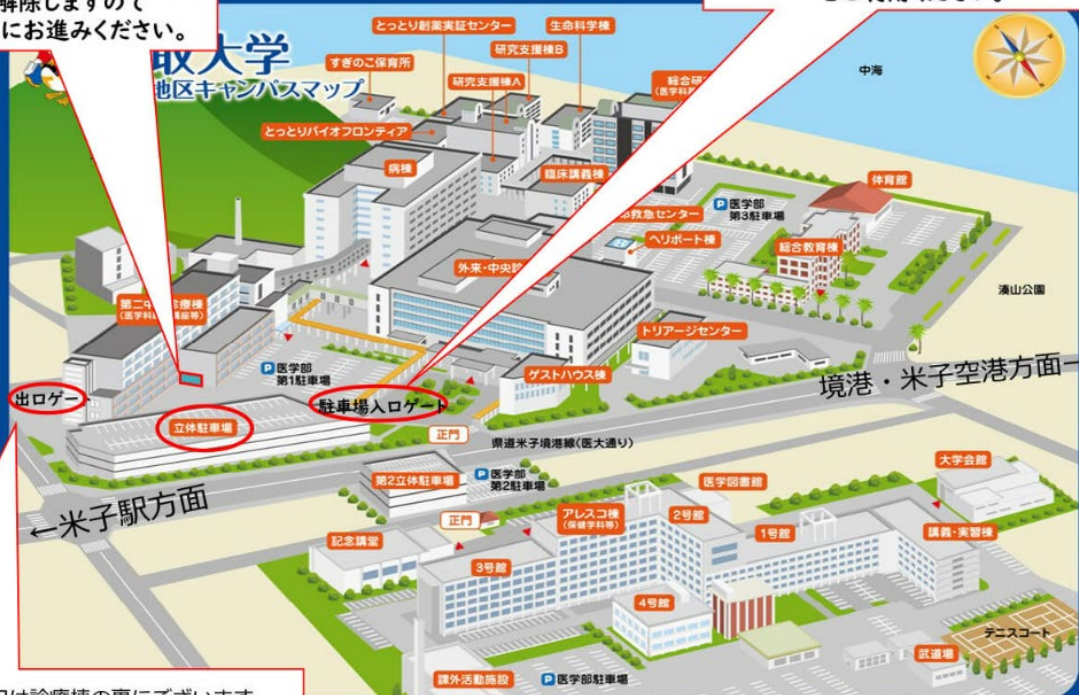 解除しますので
にお進みください。
取大学
地区キャンパスマップ
とっとり創薬実証センター
生命科学棟
研究支援棟B
すぎのこ保育所
研究支援棟A
とっとりバイオフロンティア
病棟
臨床講義棟
中海
体育館
医学部
第3駐車場
救急センター
ヘリポート棟
総合教育棟
外来・中央診
湊山公園
トリアージセンター
医学部
第1駐車場
ゲストハウス棟
境港・米子空港方面
出口ゲー
立体駐車場
駐車場入口ゲート
正門
県道米子境港線(医大通り)
←米子駅方面
第2立体駐車場
医学部
第2駐車場
大学会館
医学図書館
アレスコ棟
(保健学科等)
2号館
1号館
講義・実習棟
正門
記念講堂
3号館
4号館
テニスコート
武道場
課外活動施設
医学部駐車場
は診療棟の裏にございます